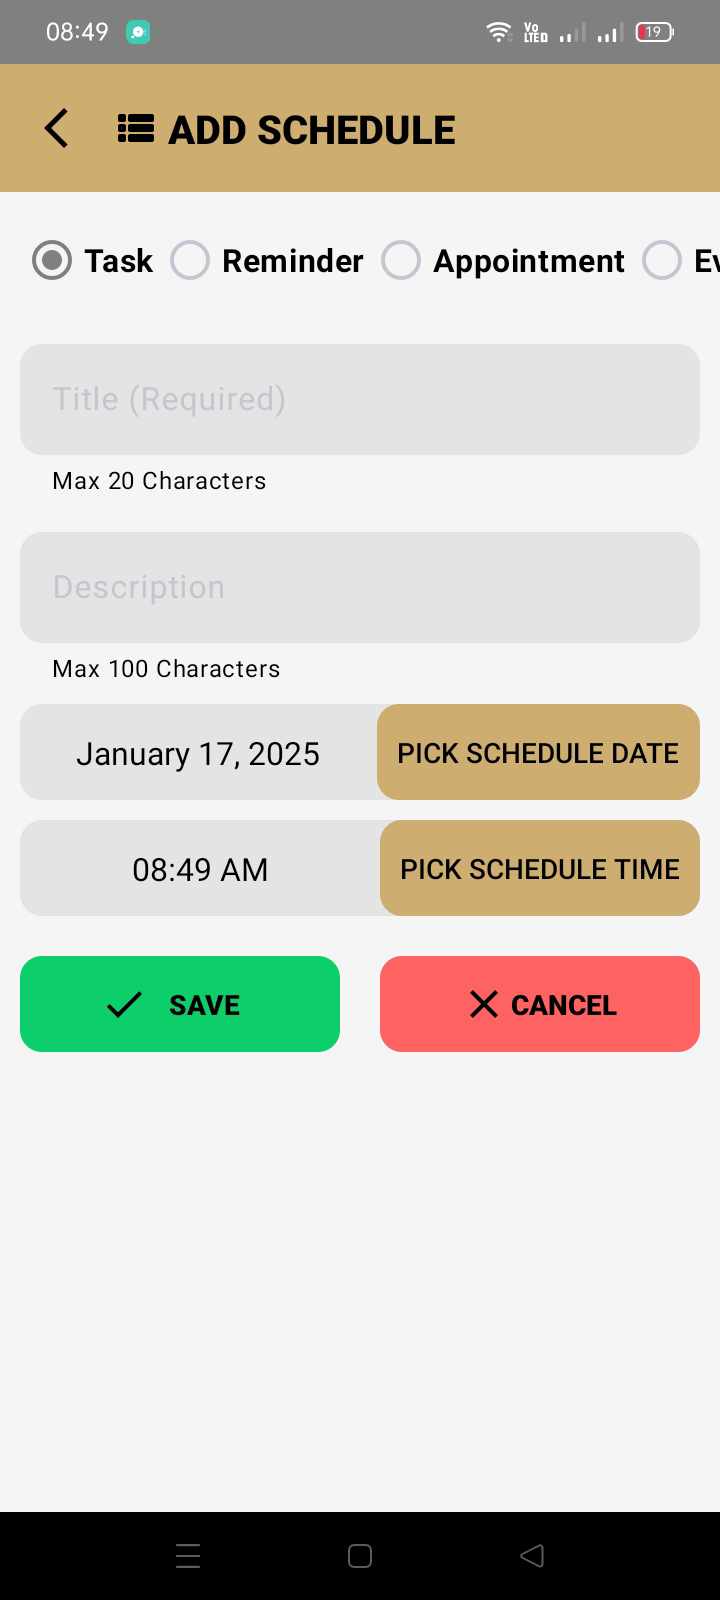 08:49 Vo LTED 19
ADD SCHEDULE
Task Reminder Appointment Ev
Title (Required)
Max 20 Characters
Description
Max 100 Characters
January 17, 2025 PICK SCHEDULE DATE
08:49 AM PICK SCHEDULE TIME
SAVE CANCEL